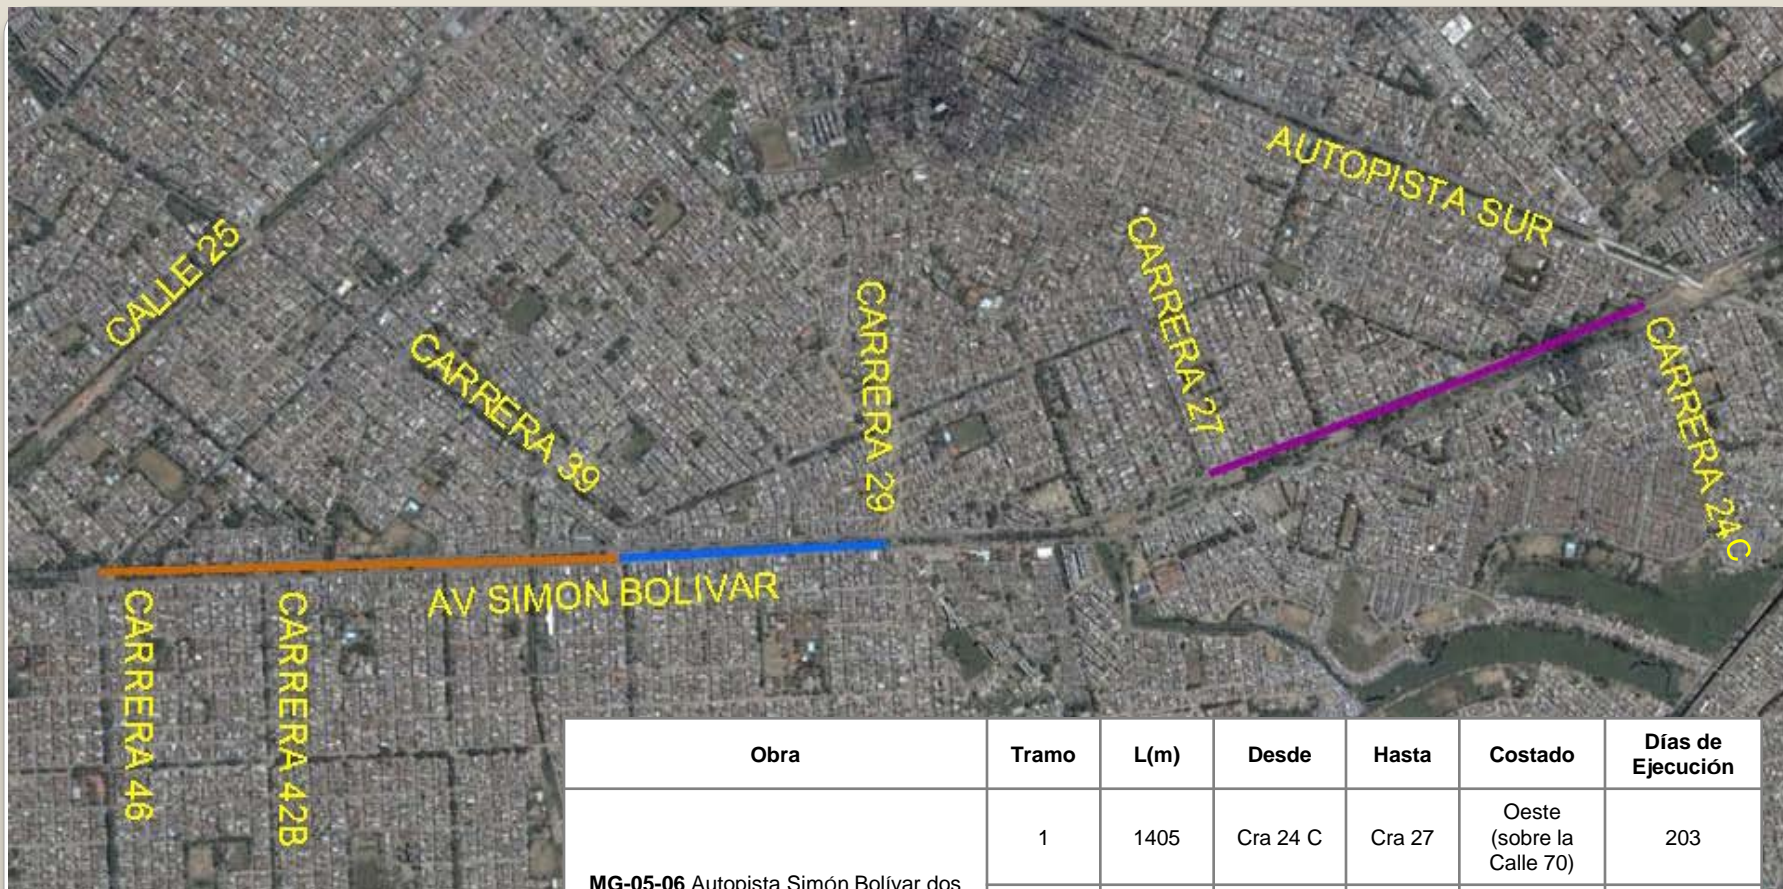 AUTOPISTA SUR
CALLE 25
CARRERA 27
CARRERA 29
CARRERA 39
CARRERA 24C
AV SIMON BOLIVAR
CARRERA 46
CARRERA 42B
Obra Tramo L(m) Desde Hasta Costado Días de Ejecución
1 1405 Cra 24 C Cra 27 Oeste (sobre la Calle 70) 203
MG-05-06 Autopista Simón Bolívar dos